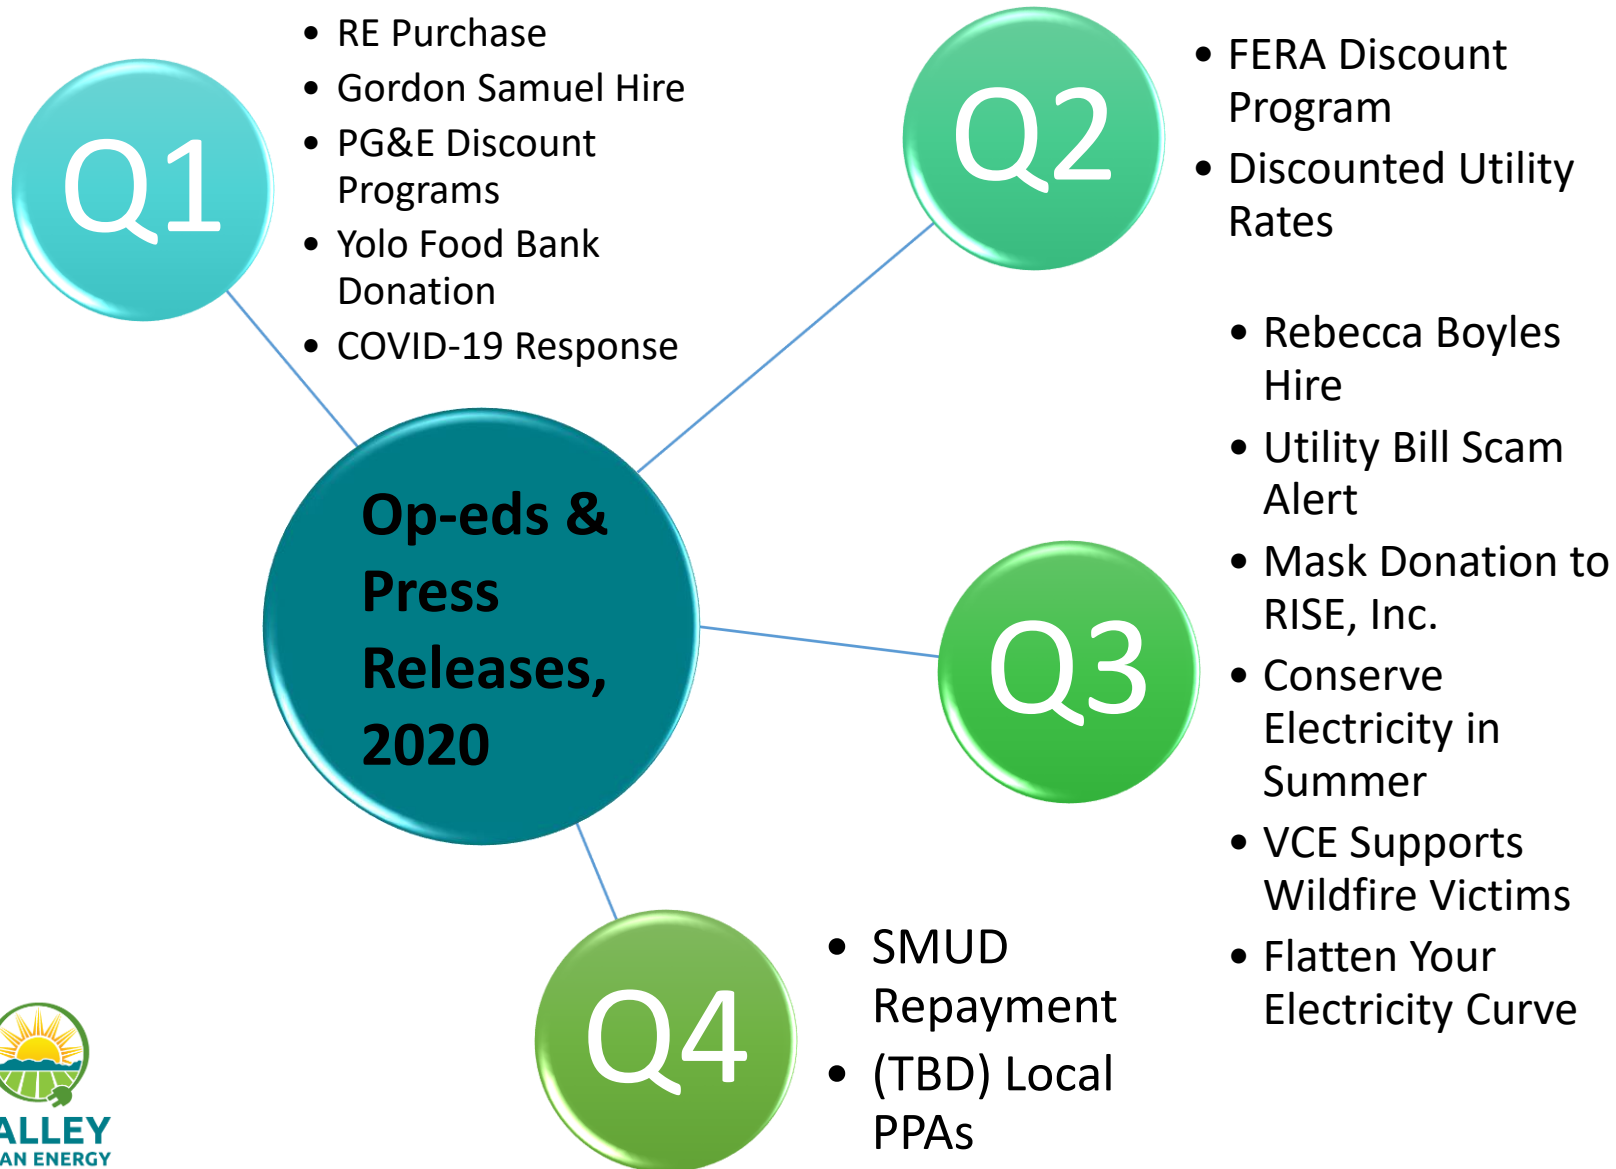 Q1
• RE Purchase
• Gordon Samuel Hire
• PG&E Discount
Programs
• Yolo Food Bank
Donation
• COVID-19 Response
Q2
• FERA Discount
Program
• Discounted Utility
Rates
Op-eds &
Press
Releases,
2020
Q3
• Rebecca Boyles
Hire
• Utility Bill Scam
Alert
• Mask Donation to
RISE, Inc.
• Conserve
Electricity in
Summer
• VCE Supports
Wildfire Victims
• Flatten Your
Electricity Curve
Q4
• SMUD
Repayment
• (TBD) Local
PPAs
ALLEY
AN ENERGY